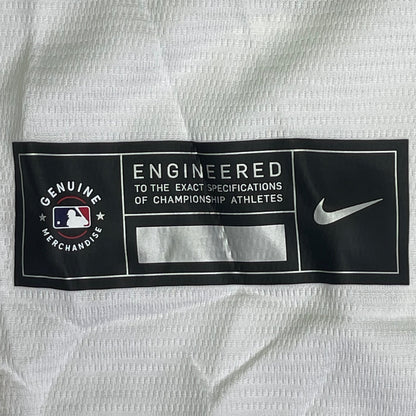 GENUINE
MERCHANDISE
ENGINEERED
TO THE EXACT SPECIFICATIONS
OF CHAMPIONSHIP ATHLETES